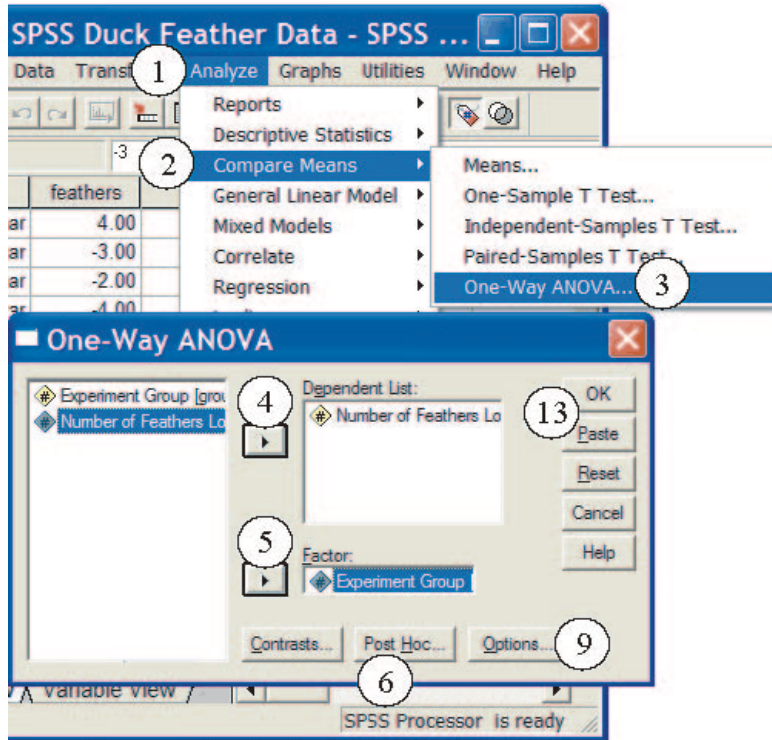 SPSS Duck Feather Data - SPSS ...
Data Transf 1 Analyze Graphs Utilities Window Help
Reports
Descriptive Statistics
-3
2 Compare Means
Means...
feathers
General Linear Model
One-Sample T Test...
ar 4.00
Mixed Models
Independent-Samples T Test...
ar -3.00
Correlate
Paired-Samples T Test...
ar -2.00
Regression
One-Way ANOVA... 3
ar -4.00
One-Way ANOVA
Experiment Group [grou
Number of Feathers Lo
4
Dependent List:
Number of Feathers Lo
OK
13
Paste
Reset
Cancel
Help
5
Factor:
Experiment Group [
Contrasts... Post Hoc... Options... 9
6
Variable View
SPSS Processor is ready